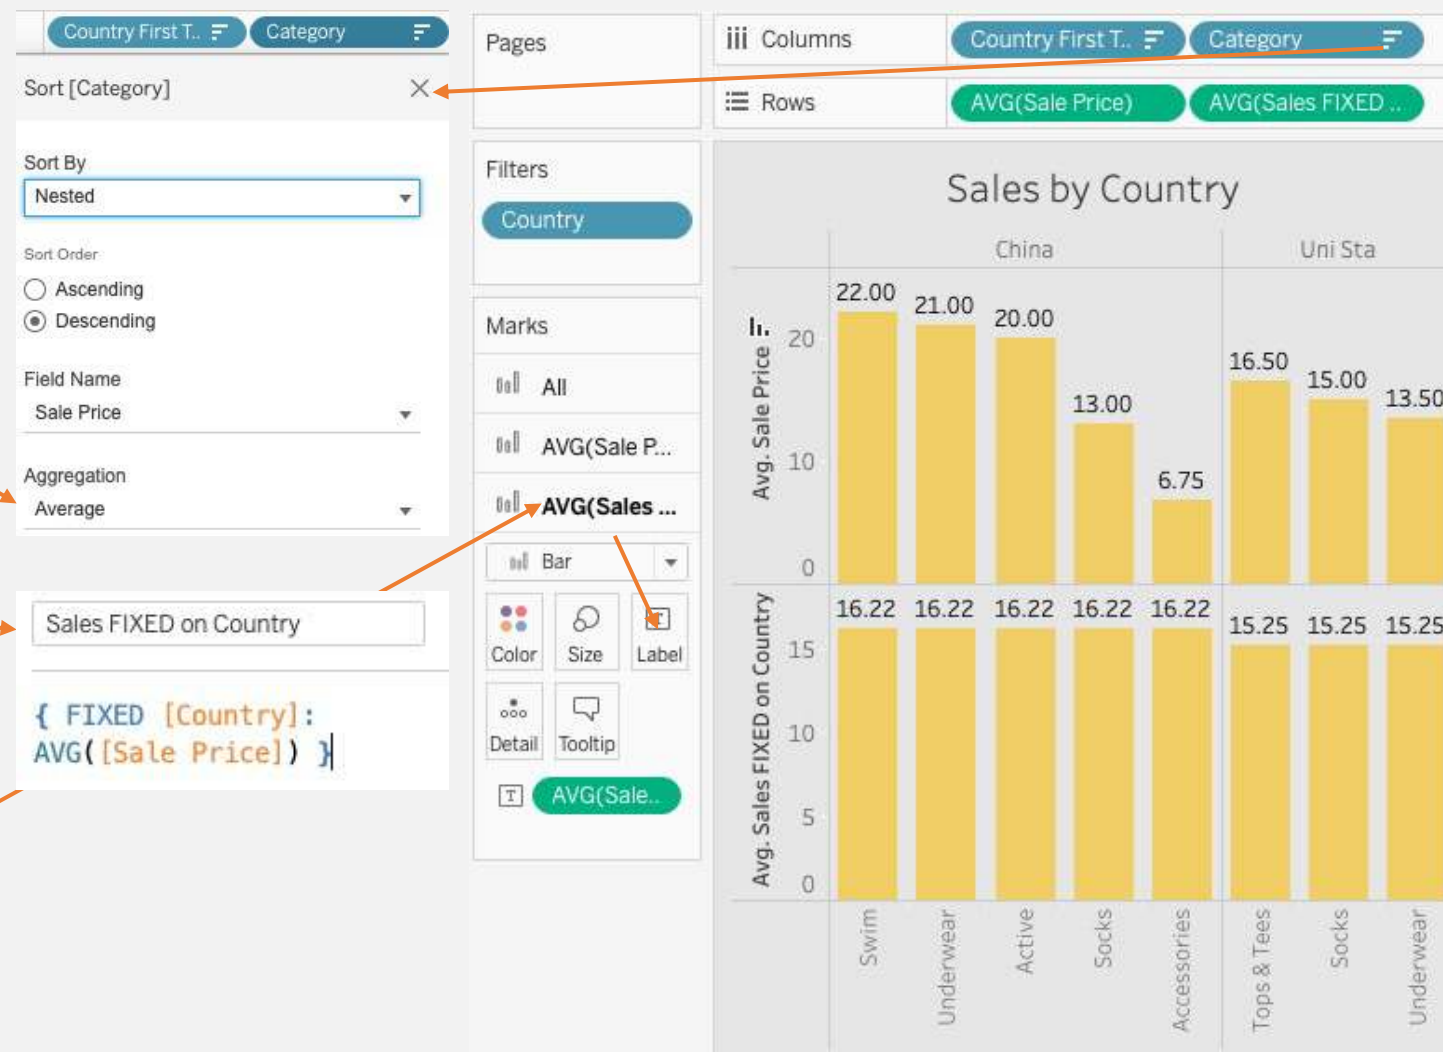 Country First T..
Category
Sort [Category]
Sort By
Nested
Sort Order
Ascending
Descending
Field Name
Sale Price
Aggregation
Average
Sales FIXED on Country
{ FIXED [Country]:
AVG([Sale Price]) }
Pages
Filters
Country
Marks
All
AVG(Sale P...
AVG(Sales ...
Bar
Color Size Label
Detail Tooltip
AVG(Sale..
Columns
Country First T..
Category
Rows
AVG(Sale Price)
AVG(Sales FIXED ..
Sales by Country
China Uni Sta
Avg. Sale Price
20
10
0
22.00
21.00
20.00
13.00
6.75
16.50
15.00
13.50
Avg. Sales FIXED on Country
15
10
5
0
16.22 16.22 16.22 16.22 16.22 15.25 15.25 15.25
Swim
Underwear
Active
Socks
Accessories
Tops & Tees
Socks
Underwear